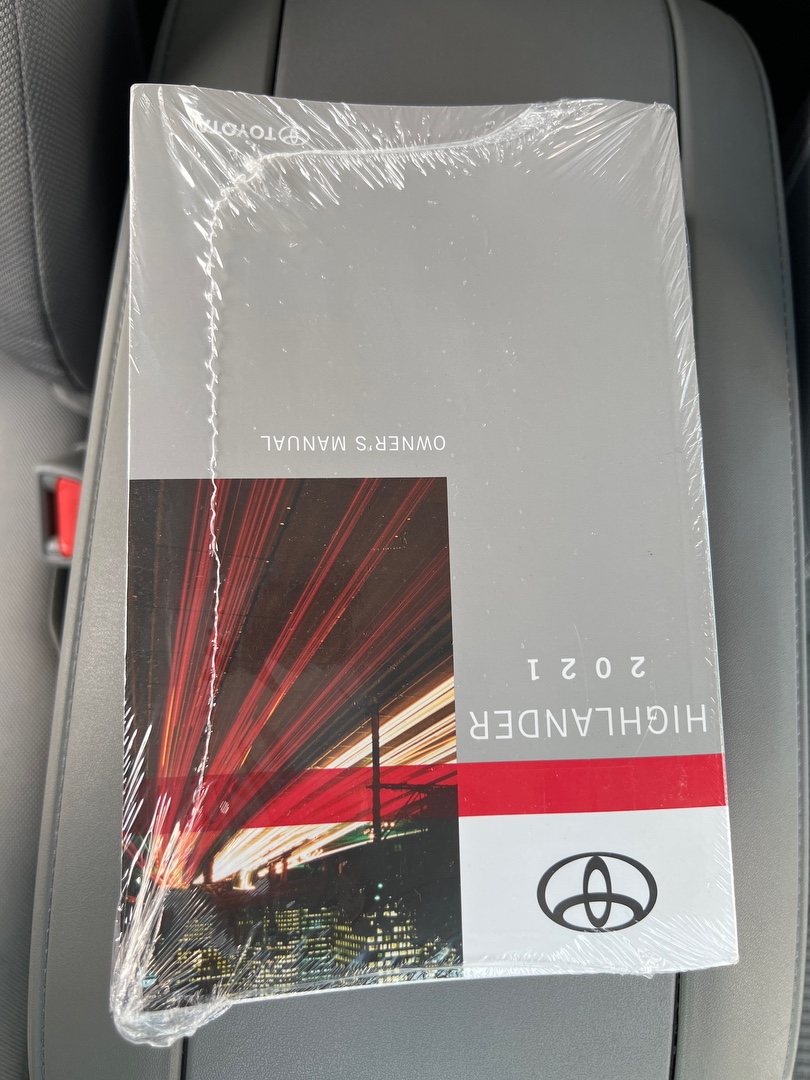 HIGHLANDER
2021
OWNER'S MANUAL
TOYOTA